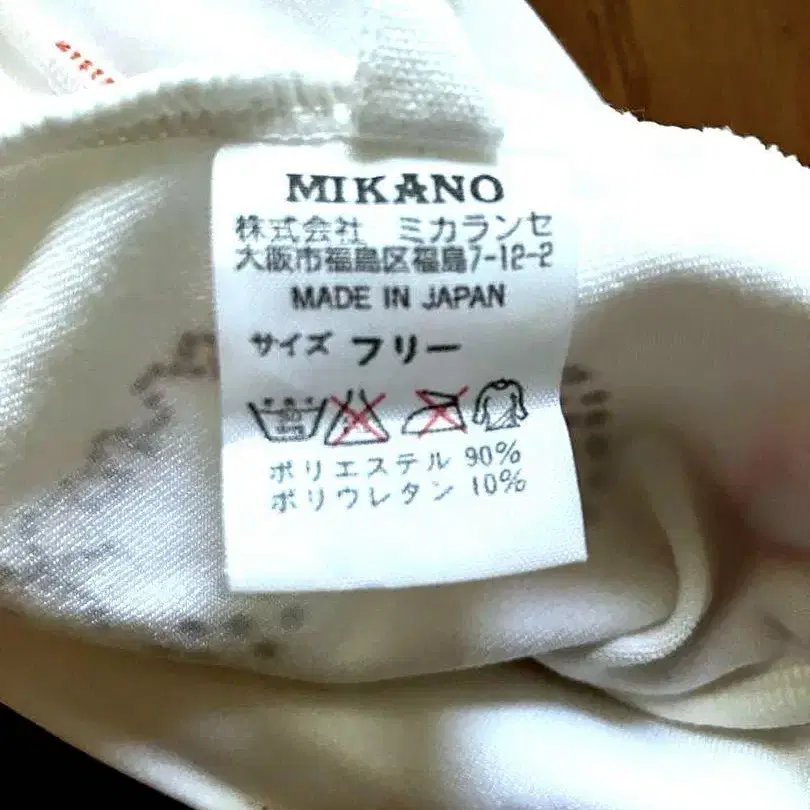 MIKANO
株式会社 ミカランセ
大阪市福島区福島7-12-2
MADE IN JAPAN
サイズ フリー
ポリエステル 90%
ポリウレタン 10%